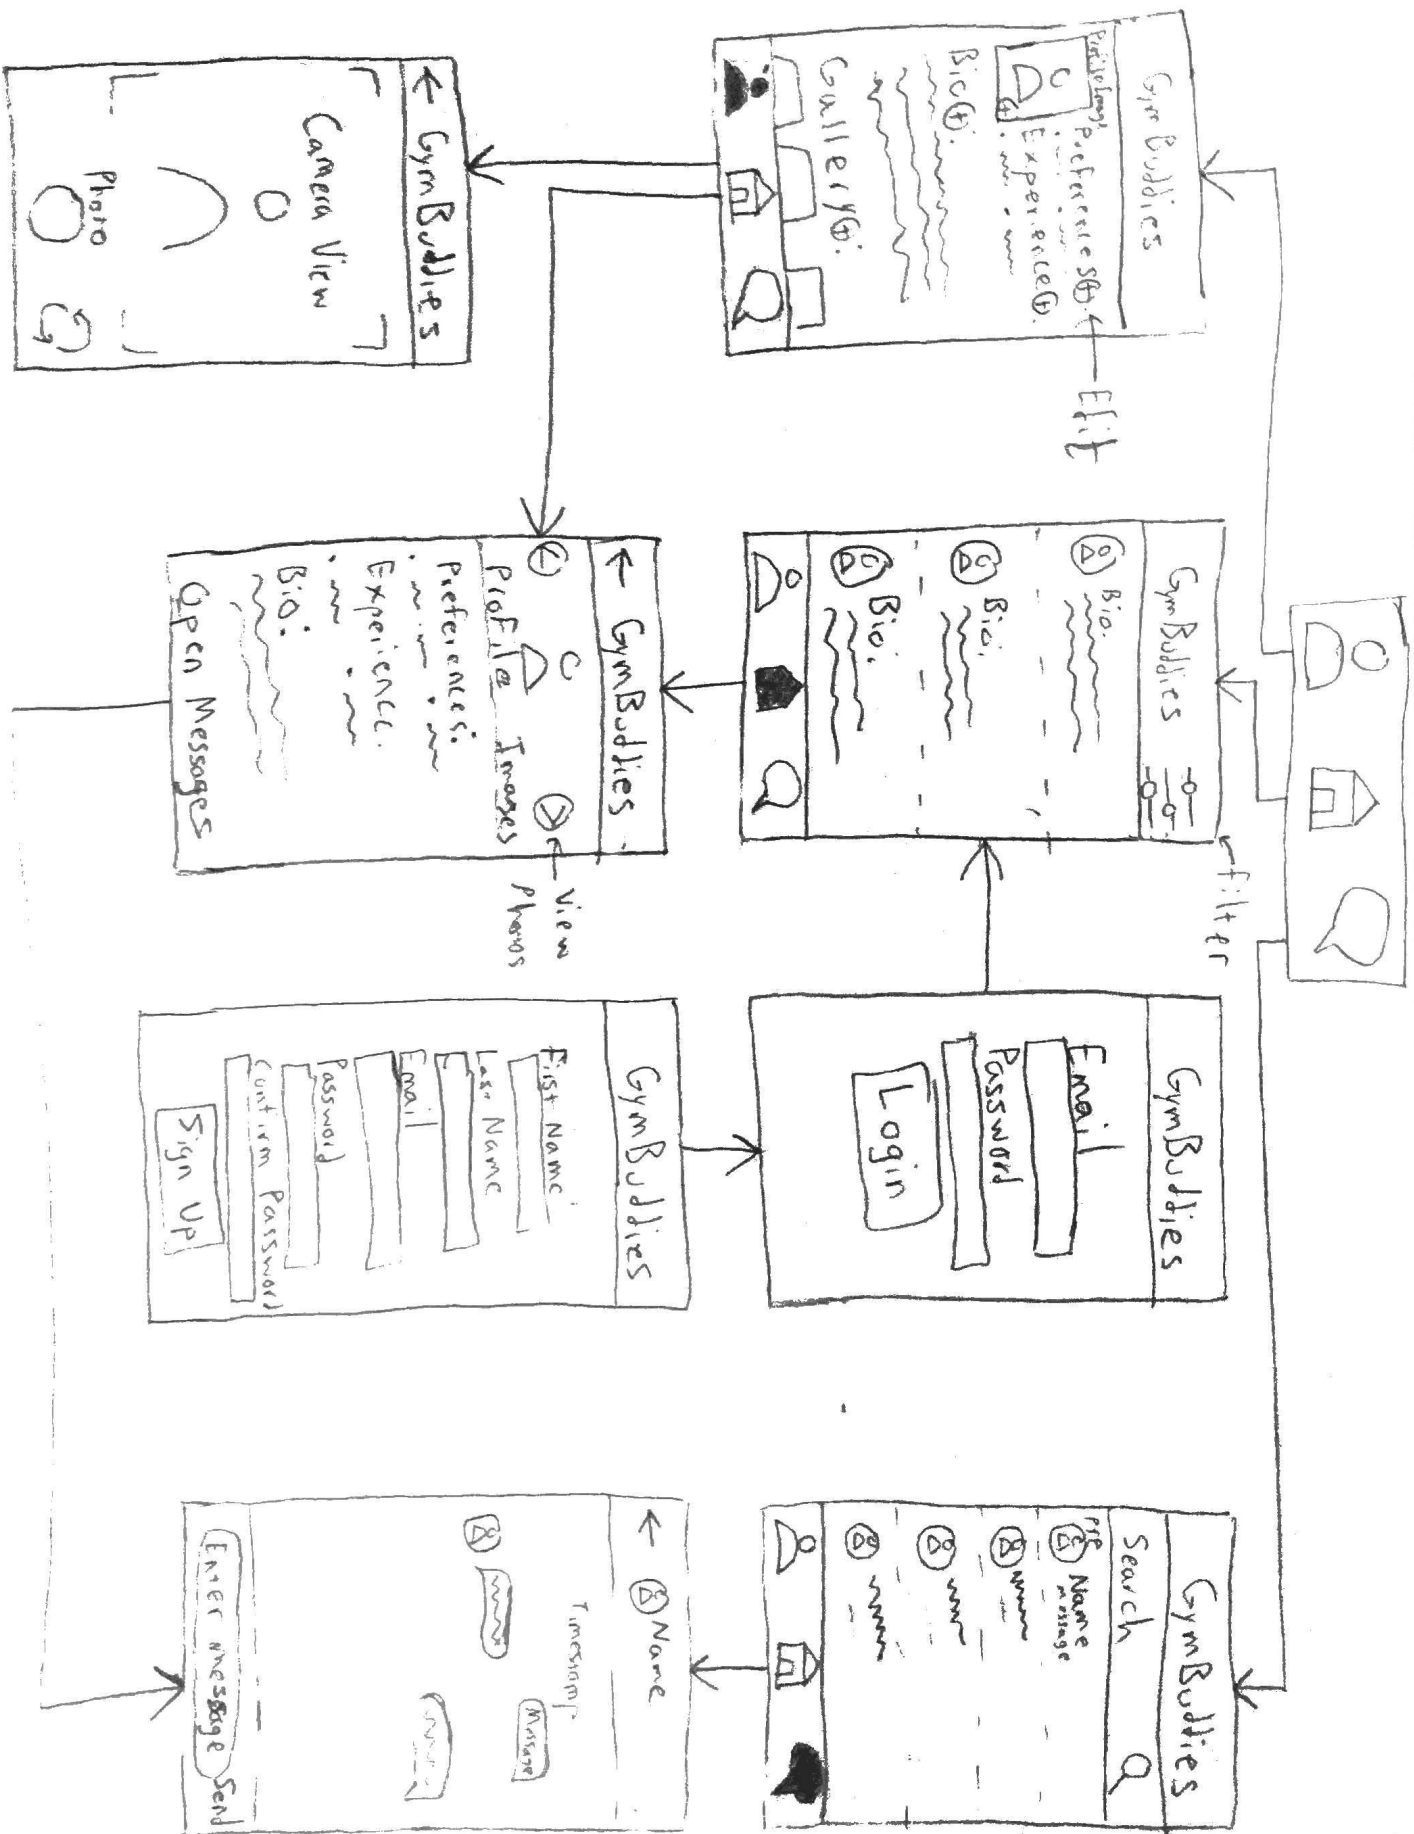 GymBuddies
Profile Image
Preferences(+):
Experience(+):
Bio(+):
Gallery(+):
Efit
GymBuddies
filter
Bio:
Bio:
Bio:
GymBuddies
Email
Password
Login
GymBuddies
Search
Name
message
← GymBuddies
Camera View
Photo
← GymBuddies
Profile Images
View
Photos
Preferences:
Experience:
Bio:
Open Messages
GymBuddies
First Name
Last Name
Email
Password
Confirm Password
Sign Up
← Name
Timestamp
Message
Enter message Send